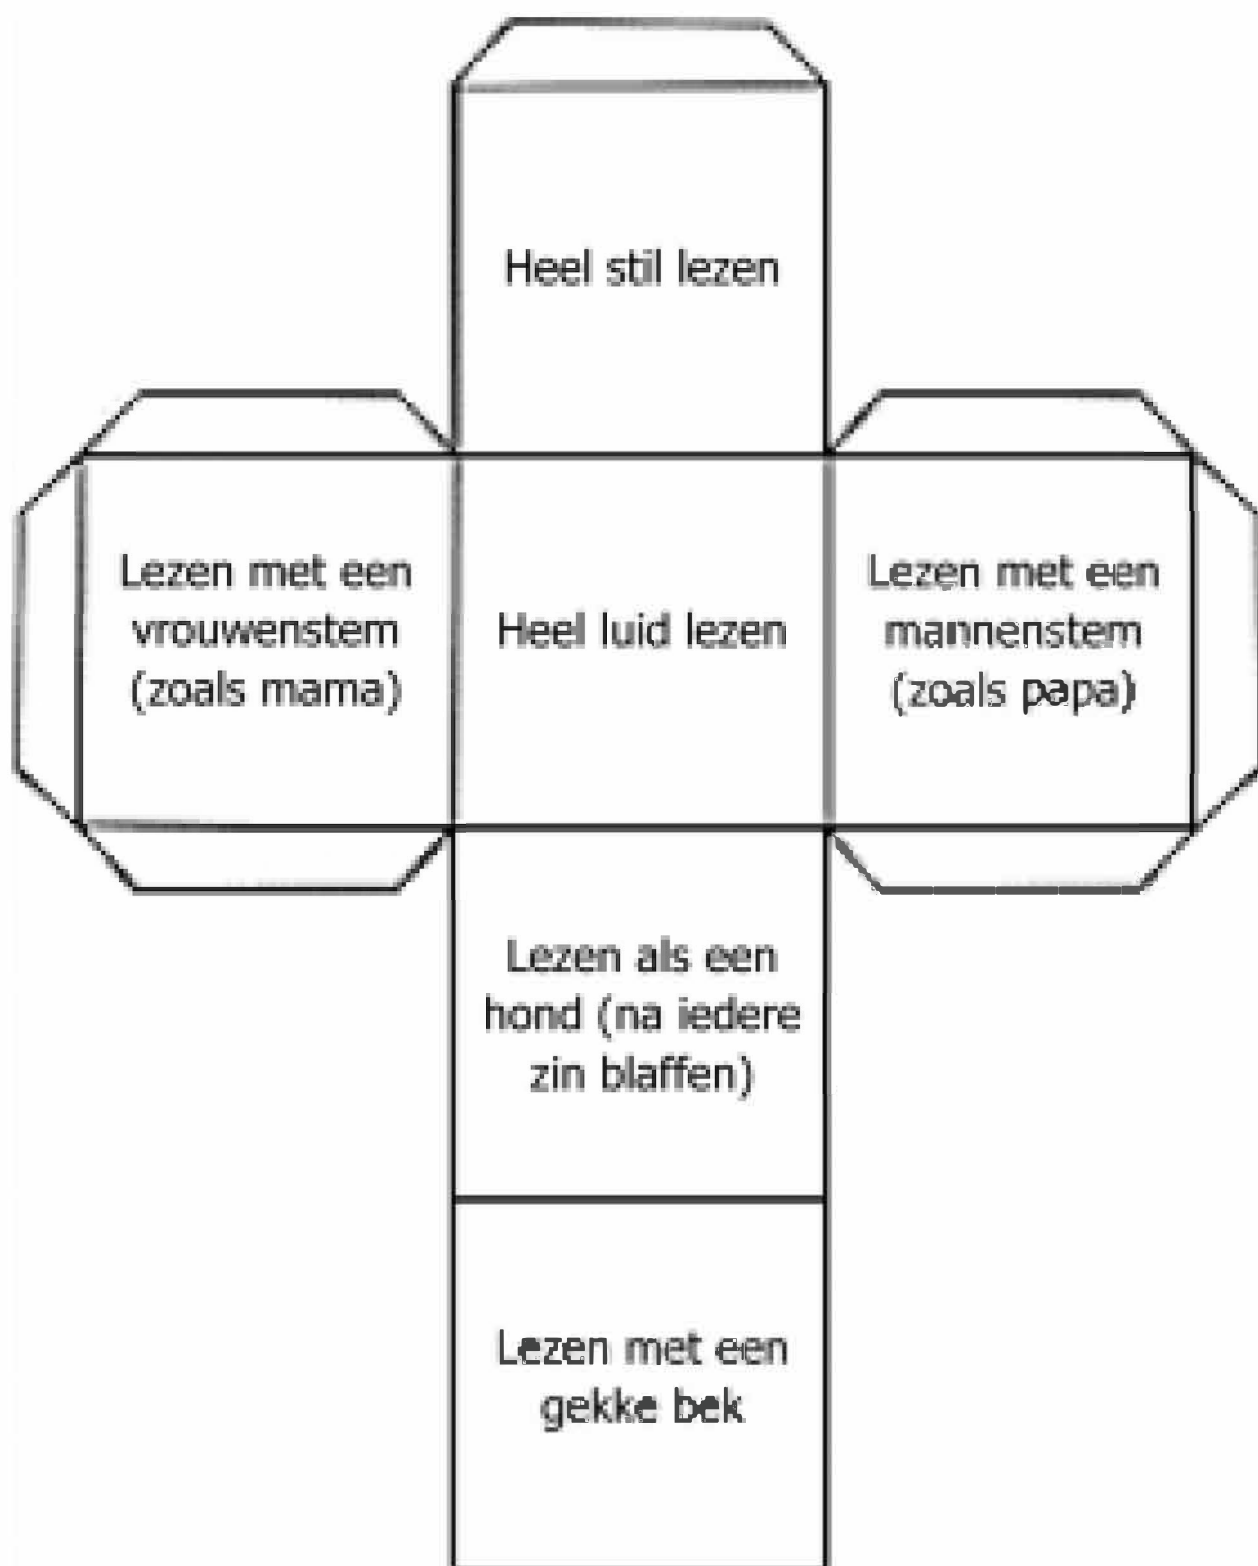 Heel stil lezen
Lezen met een
vrouwenstem
(zoals mama)
Heel luid lezen
Lezen met een
mannenstem
(zoals papa)
Lezen als een
hond (na iedere
zin blaffen)
Lezen met een
gekke bek